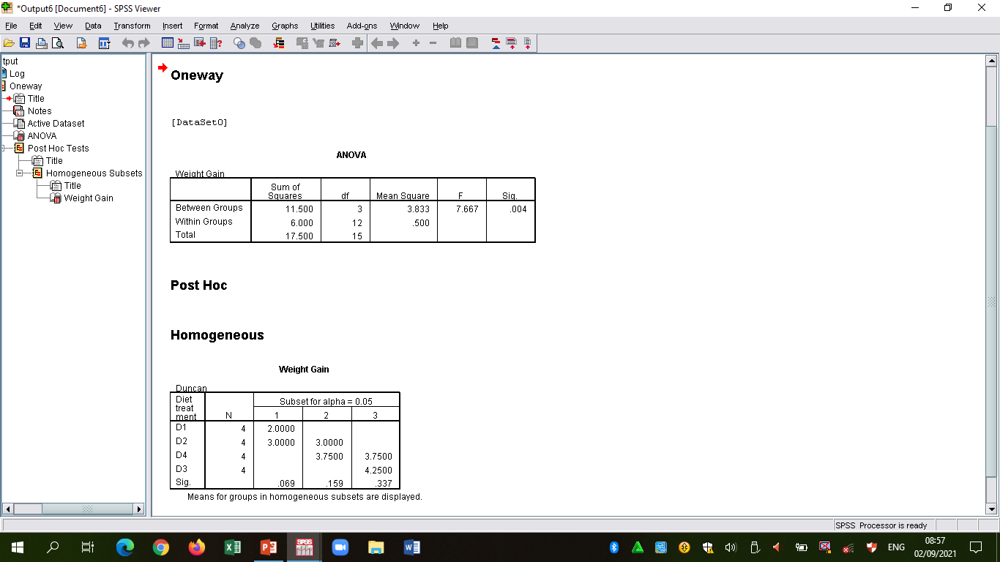 *Output6 [Document6] - SPSS Viewer
File Edit View Data Transform Insert Format Analyze Graphs Utilities Add-ons Window Help
tput
Log
Oneway
Title
Notes
Active Dataset
ANOVA
Post Hoc Tests
Title
Homogeneous Subsets
Title
Weight Gain
Oneway
[DataSet0]
ANOVA
Weight Gain
Sum of Squares df Mean Square F Sig.
Between Groups 11.500 3 3.833 7.667 .004
Within Groups 6.000 12 .500
Total 17.500 15
Post Hoc
Homogeneous
Weight Gain
Duncan
Diet treat ment N Subset for alpha = 0.05
1 2 3
D1 4 2.0000
D2 4 3.0000 3.0000
D4 4 3.7500 3.7500
D3 4 4.2500
Sig. .069 .159 .337
Means for groups in homogeneous subsets are displayed.
SPSS Processor is ready
ENG
08:57
02/09/2021